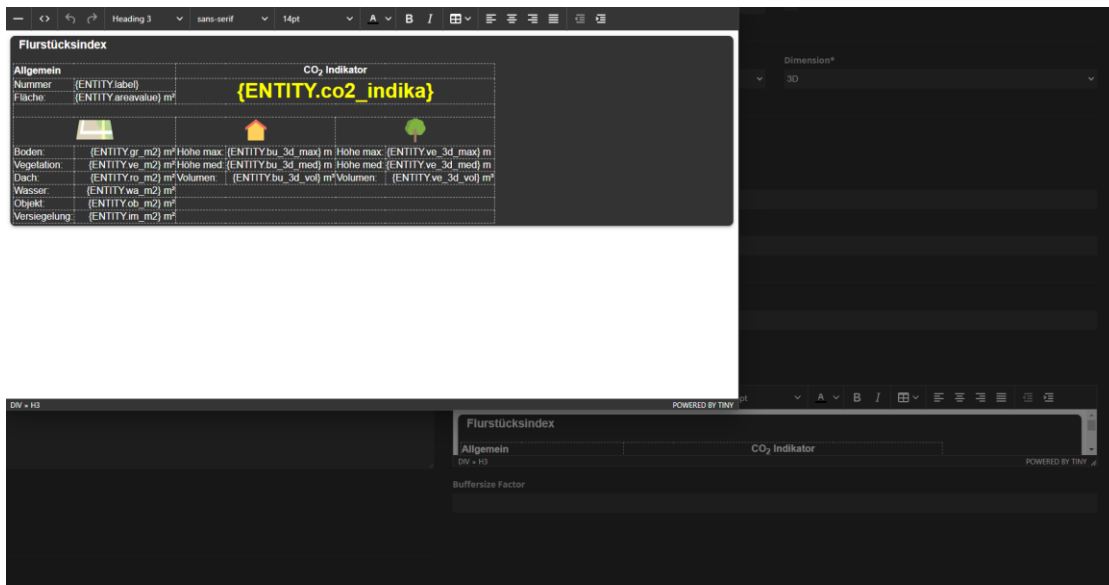 Heading 3 sans-serif 14pt A B I
Flurstücksindex
Allgemein CO₂ Indikator
Nummer {ENTITY.label}
Fläche: {ENTITY.areavalue} m²
{ENTITY.co2_indika}
Boden: {ENTITY.gr_m2} m² Höhe max: {ENTITY.bu_3d_max} m Höhe max: {ENTITY.ve_3d_max} m
Vegetation: {ENTITY.ve_m2} m² Höhe med: {ENTITY.bu_3d_med} m Höhe med: {ENTITY.ve_3d_med} m
Dach: {ENTITY.ro_m2} m² Volumen: {ENTITY.bu_3d_vol} m³ Volumen: {ENTITY.ve_3d_vol} m³
Wasser: {ENTITY.wa_m2} m²
Objekt: {ENTITY.ob_m2} m²
Versiegelung: {ENTITY.im_m2} m²
DIV » H3 POWERED BY TINY
Dimension*
3D
pt A B I
Flurstücksindex
Allgemein CO₂ Indikator
DIV » H3 POWERED BY TINY
Buffersize Factor